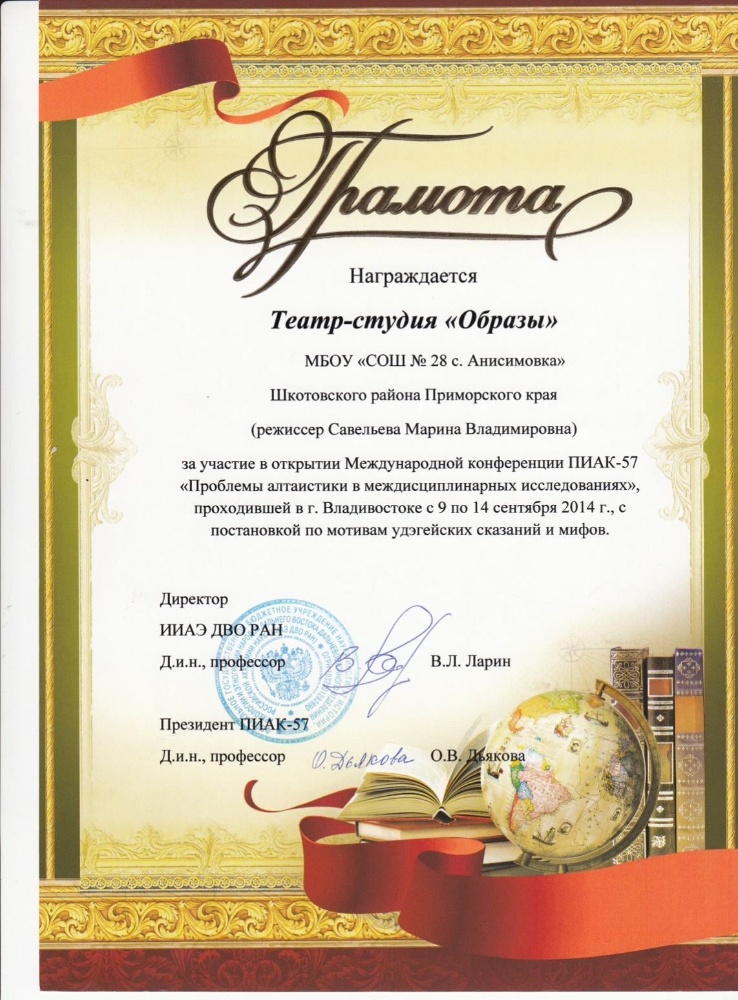 Грамота
Награждается
Театр-студия «Образы»
МБОУ «СОШ № 28 с. Анисимовка»
Шкотовского района Приморского края
(режиссер Савельева Марина Владимировна)
за участие в открытии Международной конференции ПИАК-57
«Проблемы алтаистики в междисциплинарных исследованиях»,
проходившей в г. Владивостоке с 9 по 14 сентября 2014 г., с
постановкой по мотивам удэгейских сказаний и мифов.
Директор
ИИАЭ ДВО РАН
Д.и.н., профессор В.Л. Ларин
Президент ПИАК-57
Д.и.н., профессор О. Дьякова О.В. Дьякова